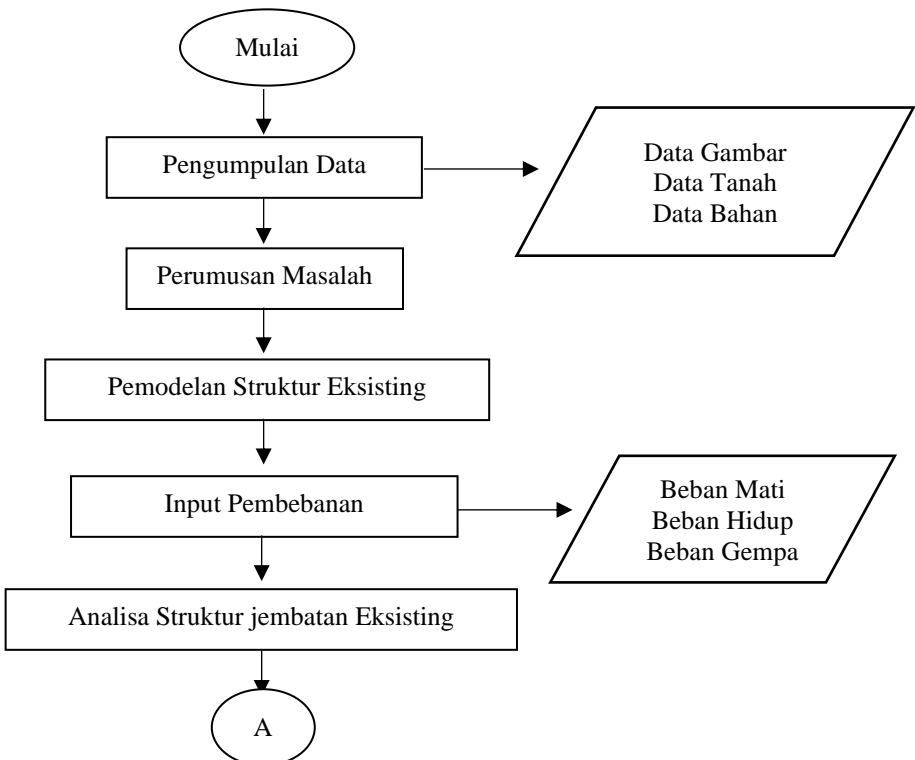 Mulai
Pengumpulan Data
Data Gambar
Data Tanah
Data Bahan
Perumusan Masalah
Pemodelan Struktur Eksisting
Input Pembebanan
Beban Mati
Beban Hidup
Beban Gempa
Analisa Struktur jembatan Eksisting
A